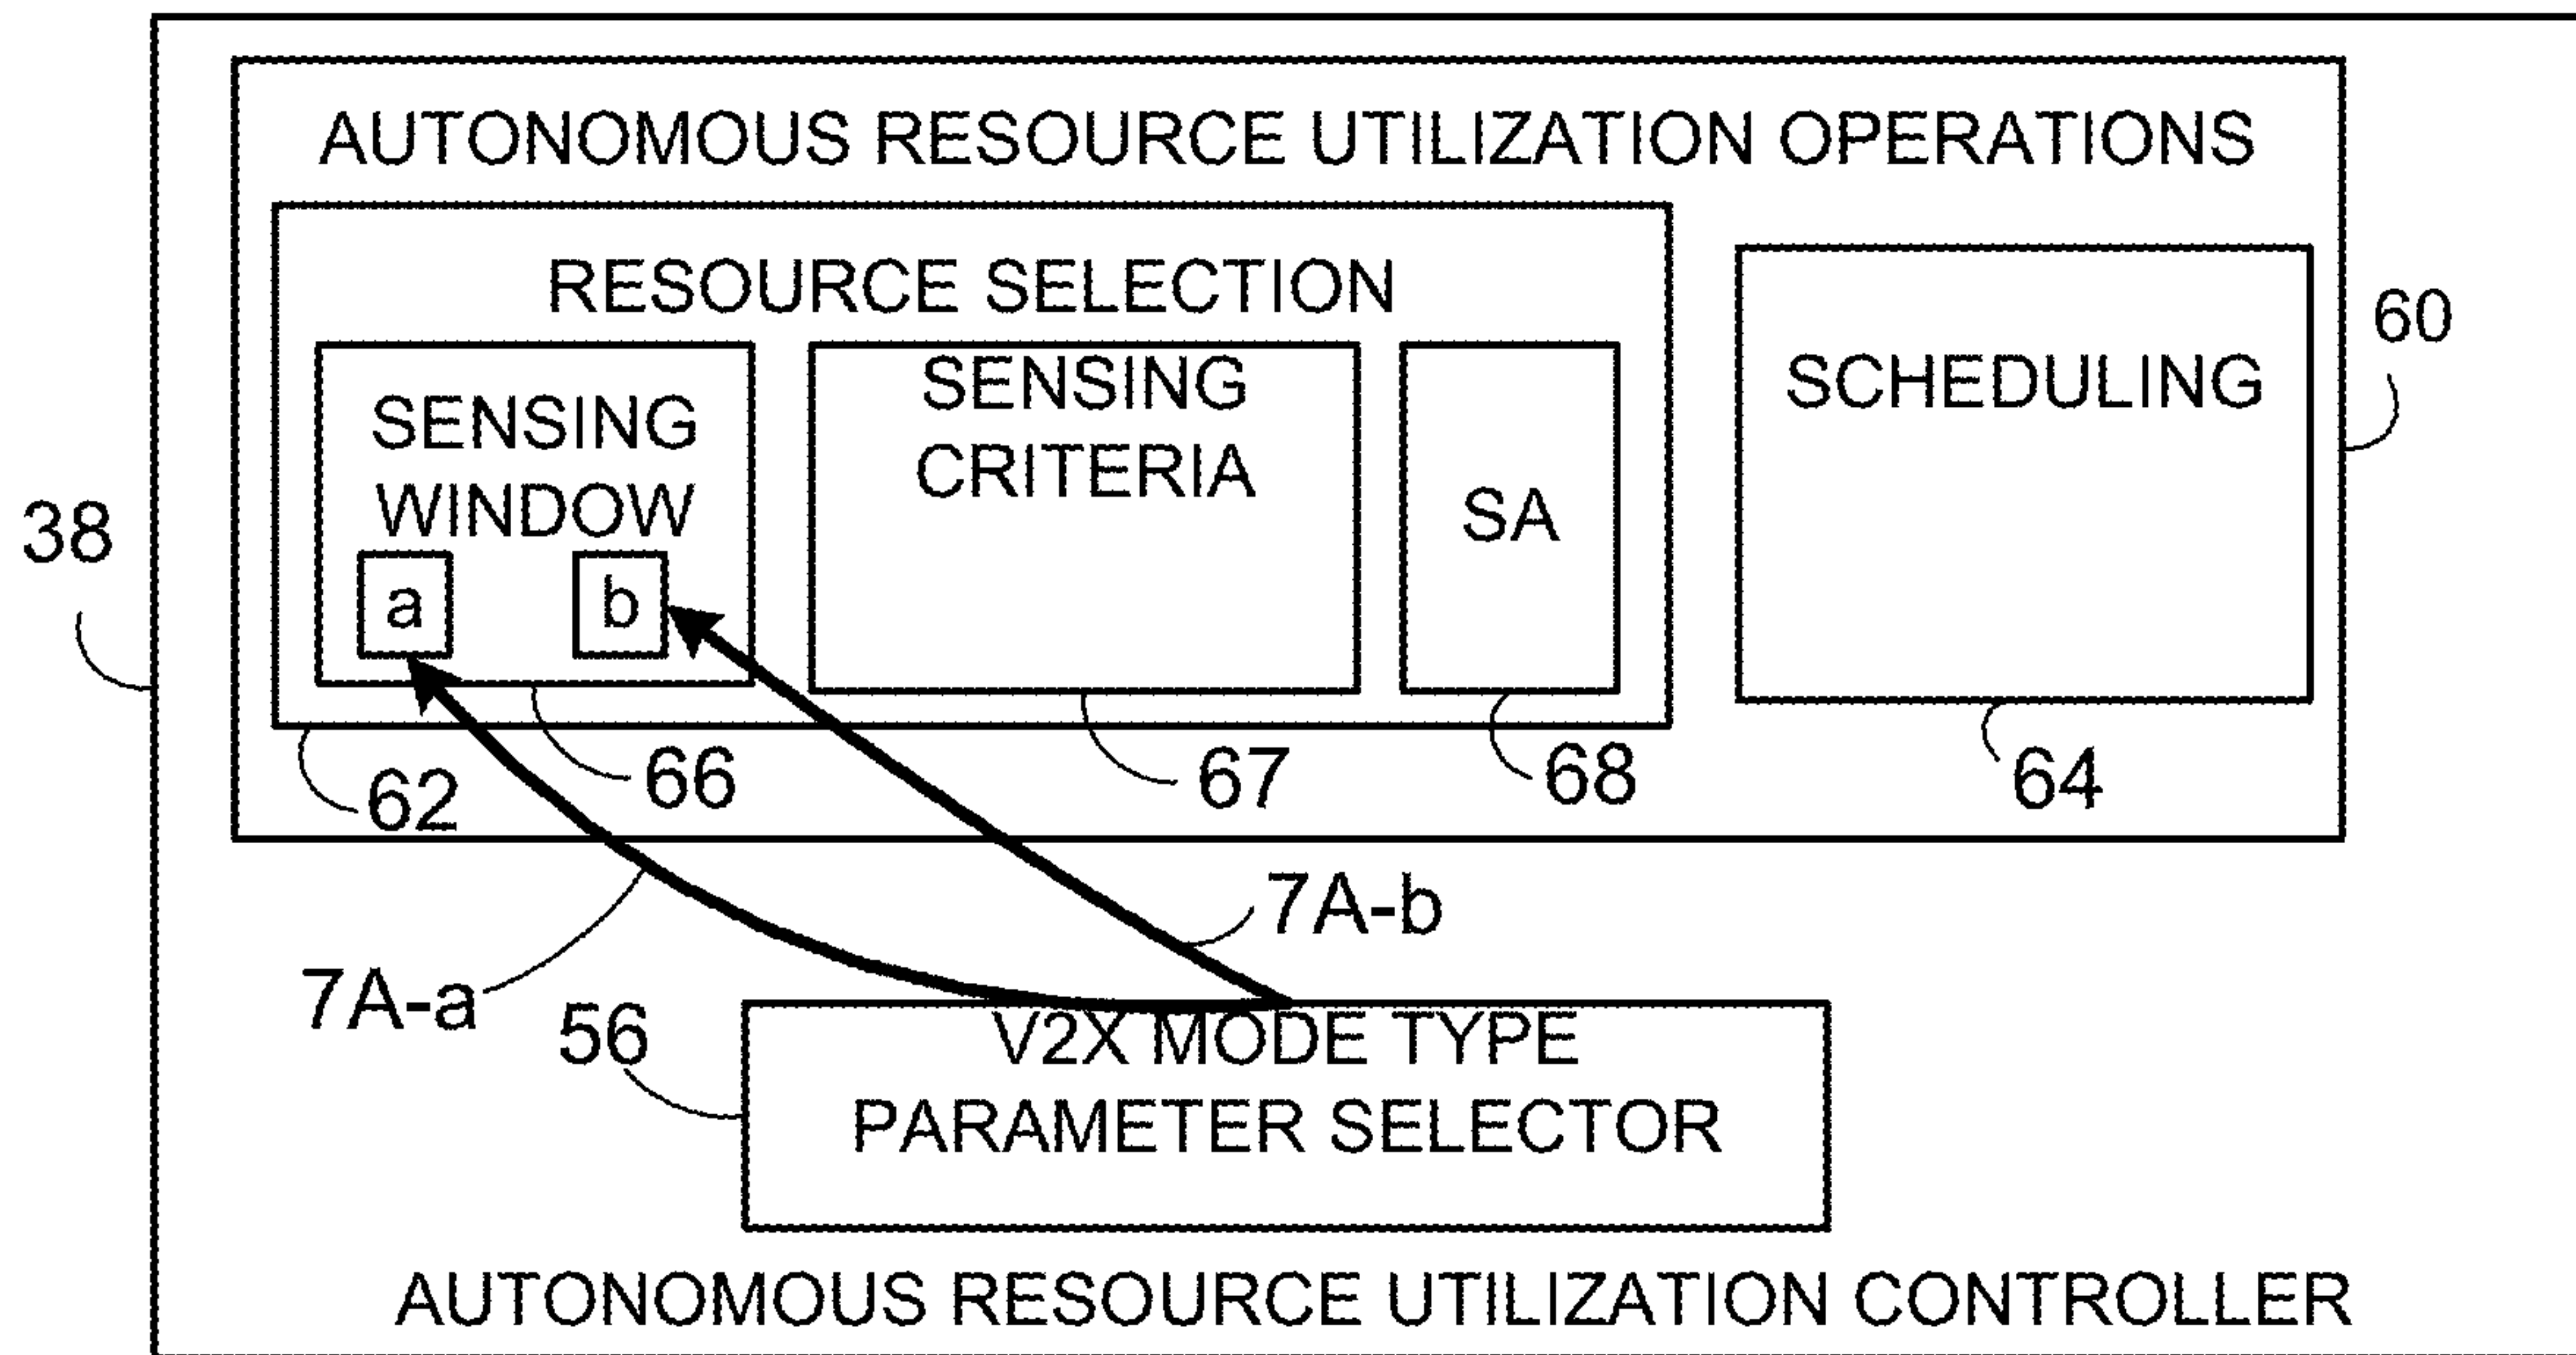 AUTONOMOUS RESOURCE UTILIZATION OPERATIONS
RESOURCE SELECTION
SENSING
WINDOW
a
b
SENSING
CRITERIA
SA
SCHEDULING
60
38
62
66
67
68
64
7A-a
7A-b
56
V2X MODE TYPE
PARAMETER SELECTOR
AUTONOMOUS RESOURCE UTILIZATION CONTROLLER